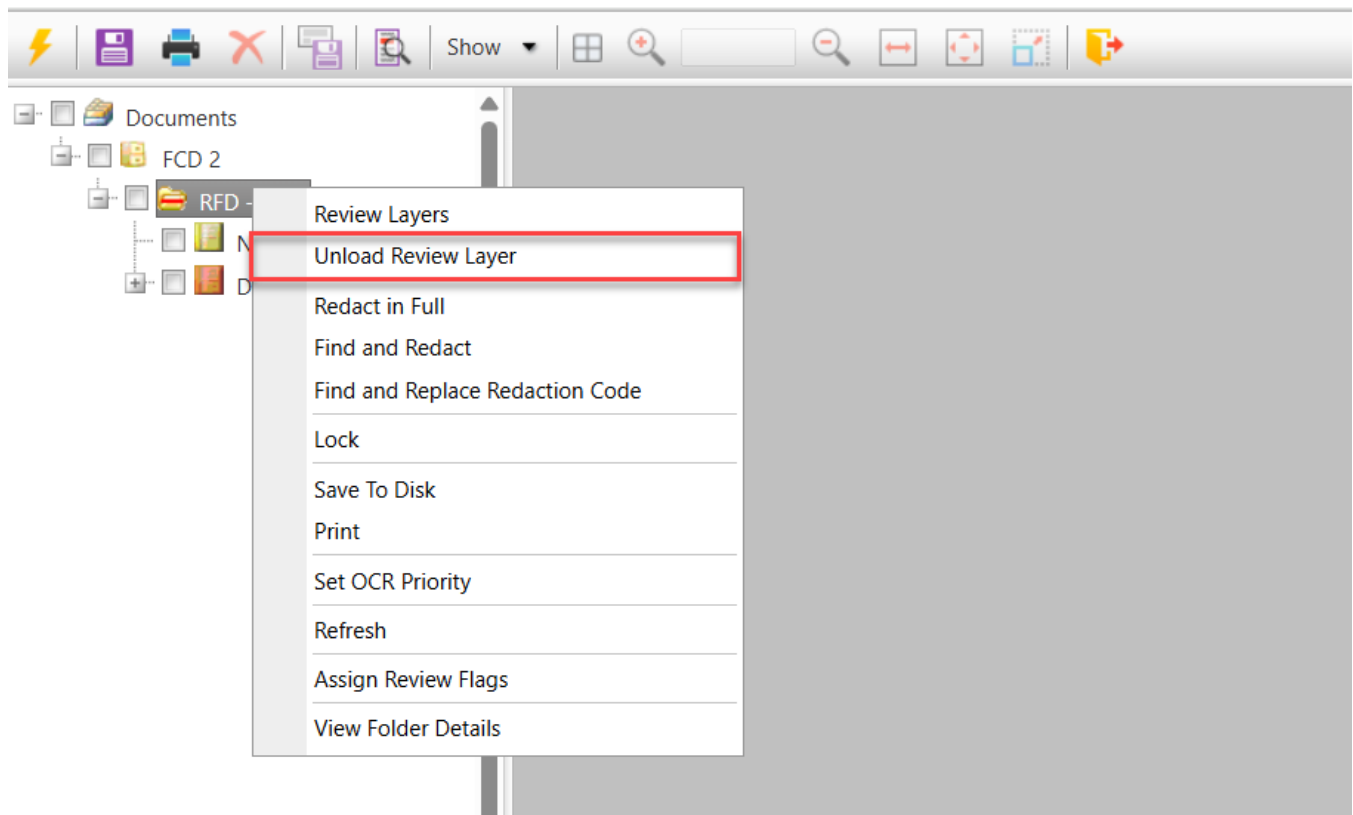 Show
Documents
FCD 2
RFD -
N
D
Review Layers
Unload Review Layer
Redact in Full
Find and Redact
Find and Replace Redaction Code
Lock
Save To Disk
Print
Set OCR Priority
Refresh
Assign Review Flags
View Folder Details